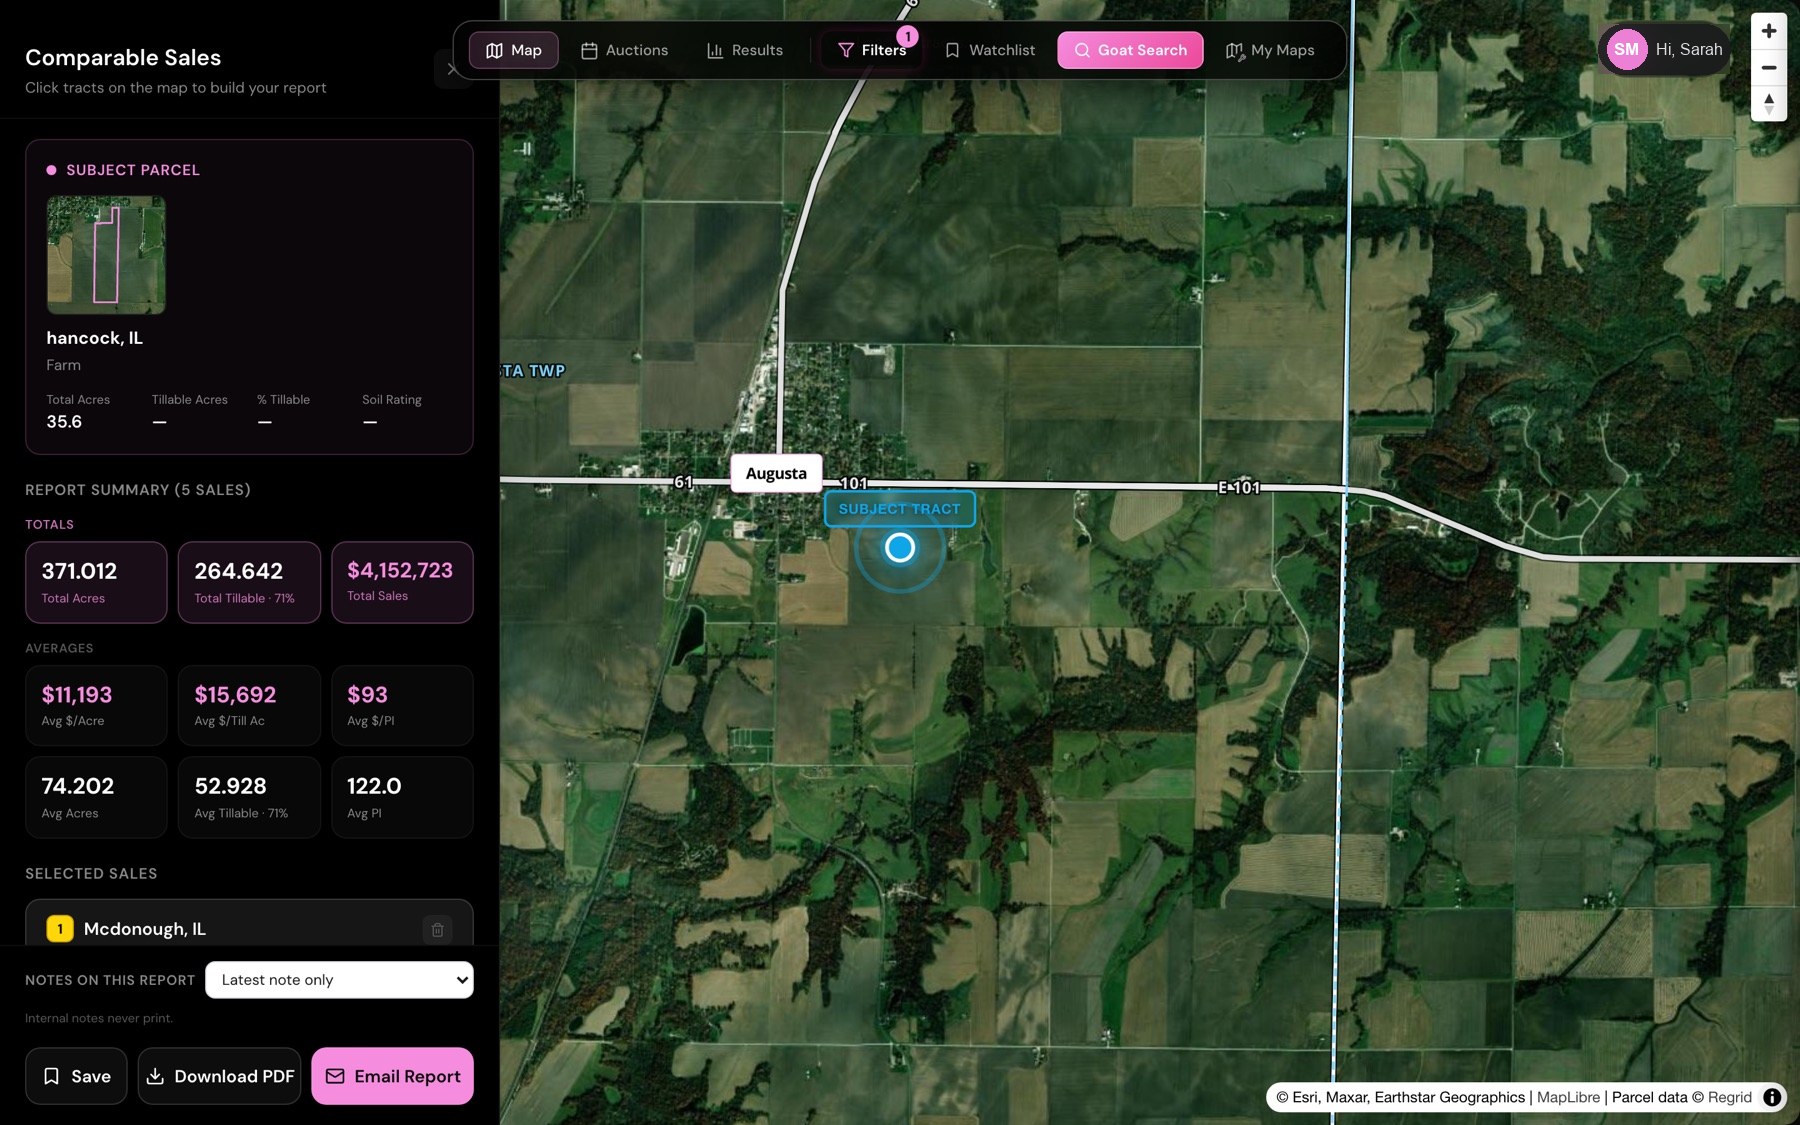 Comparable Sales
Click tracts on the map to build your report
Map
Auctions
Results
Filters
1
Watchlist
Goat Search
My Maps
SM
Hi, Sarah
SUBJECT PARCEL
hancock, IL
Farm
Total Acres
Tillable Acres
% Tillable
Soil Rating
35.6
—
—
—
REPORT SUMMARY (5 SALES)
TOTALS
371.012
Total Acres
264.642
Total Tillable · 71%
$4,152,723
Total Sales
AVERAGES
$11,193
Avg $/Acre
$15,692
Avg $/Till Ac
$93
Avg $/PI
74.202
Avg Acres
52.928
Avg Tillable · 71%
122.0
Avg PI
SELECTED SALES
1
Mcdonough, IL
NOTES ON THIS REPORT
Latest note only
Internal notes never print.
Save
Download PDF
Email Report
TA TWP
61
Augusta
101
E 101
SUBJECT TRACT
© Esri, Maxar, Earthstar Geographics | MapLibre | Parcel data © Regrid